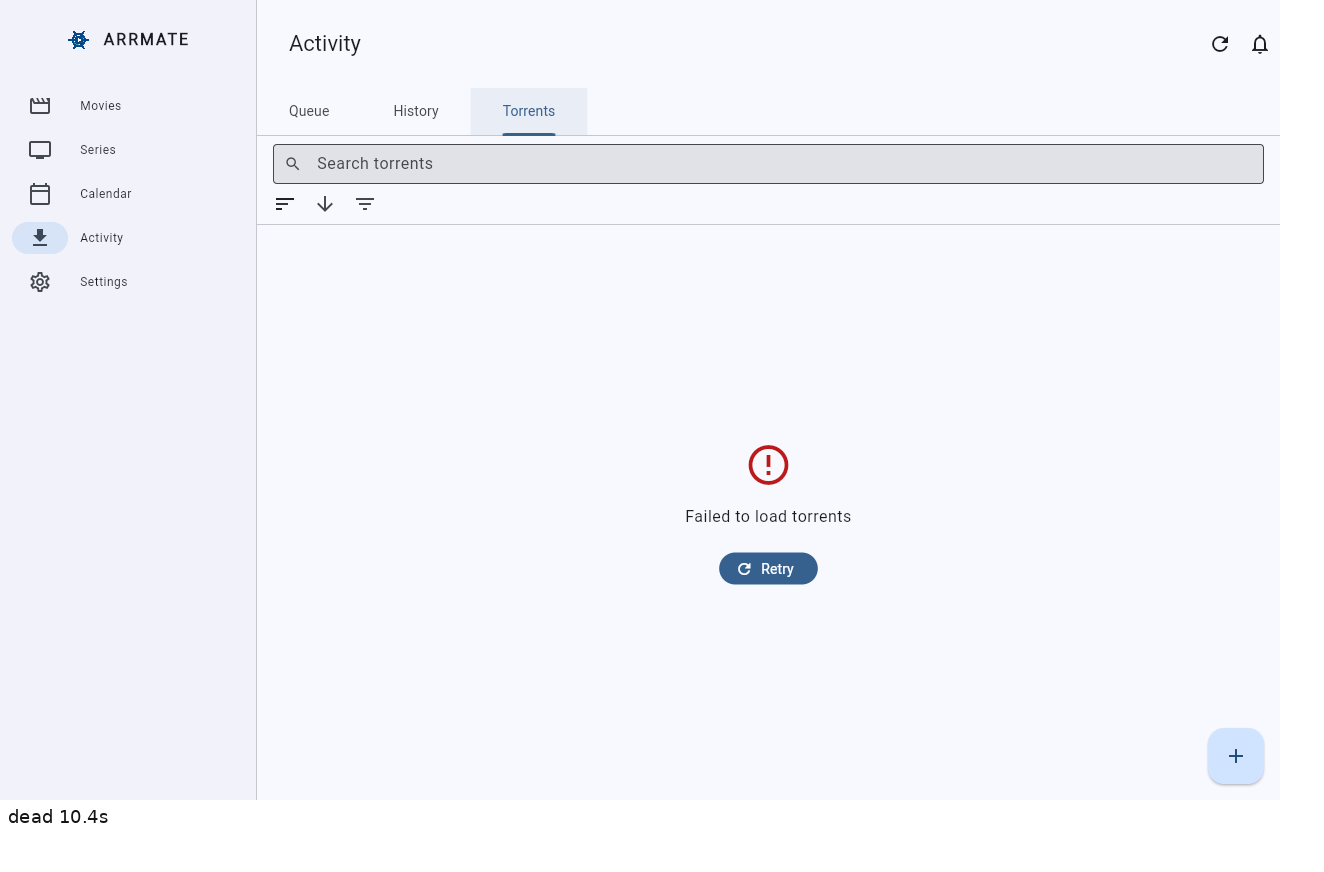 ARRMATE
Movies
Series
Calendar
Activity
Settings
Activity
Queue
History
Torrents
Search torrents
Failed to load torrents
Retry
dead 10.4s